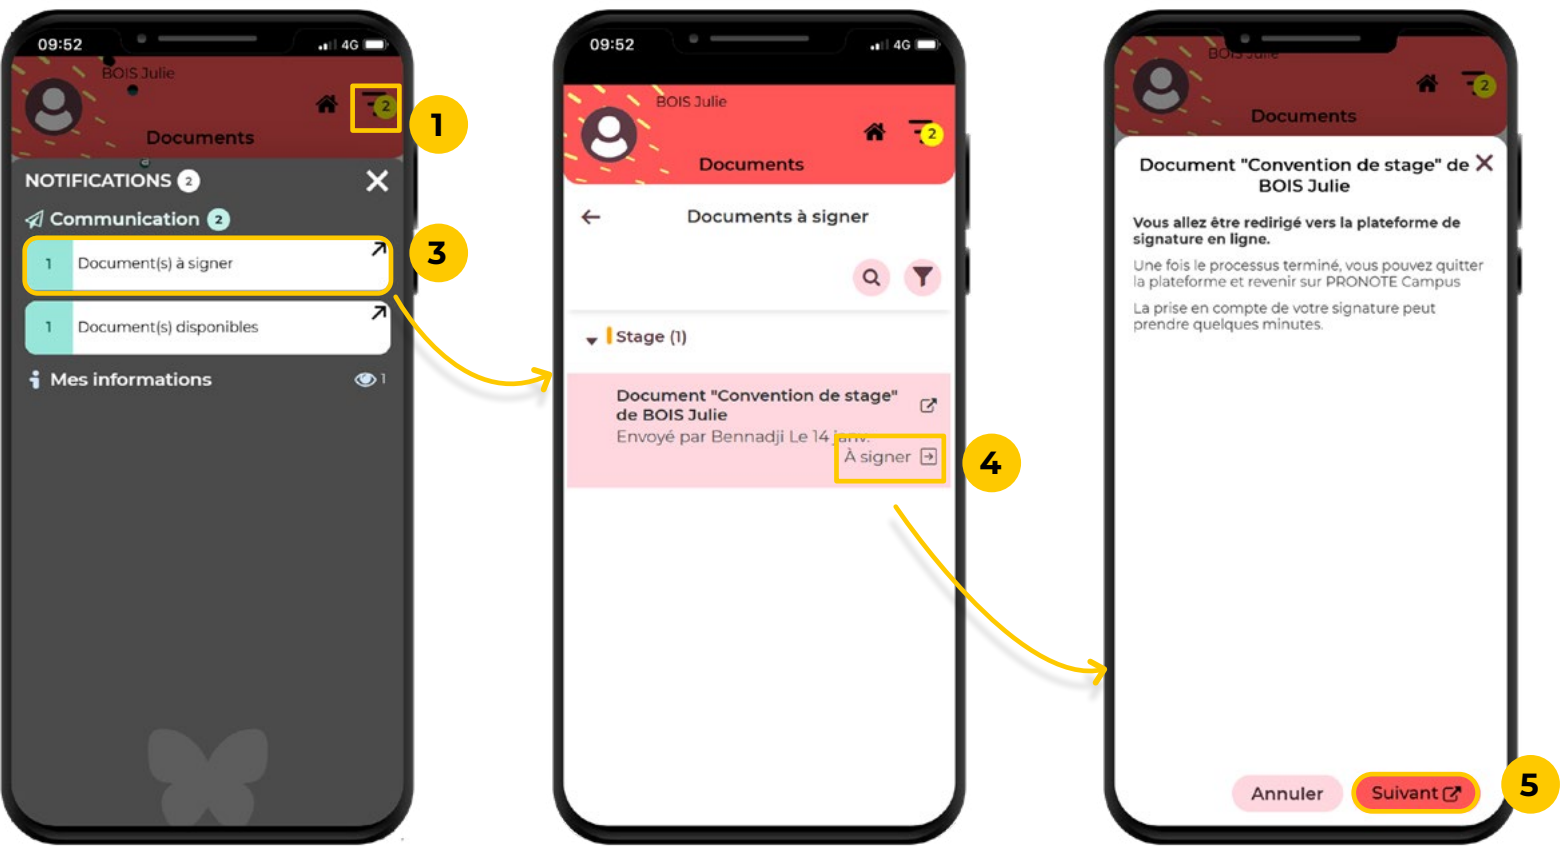 09:52
4G
BOIS Julie
2
Documents
1
NOTIFICATIONS 2
Communication 2
1 Document(s) à signer
3
1 Document(s) disponibles
Mes informations 1
09:52
4G
BOIS Julie
2
Documents
Documents à signer
Stage (1)
Document "Convention de stage"
de BOIS Julie
Envoyé par Bennadji Le 14 janv.
À signer
4
BOIS Julie
2
Documents
Document "Convention de stage" de
BOIS Julie
Vous allez être redirigé vers la plateforme de
signature en ligne.
Une fois le processus terminé, vous pouvez quitter
la plateforme et revenir sur PRONOTE Campus
La prise en compte de votre signature peut
prendre quelques minutes.
Annuler
Suivant
5